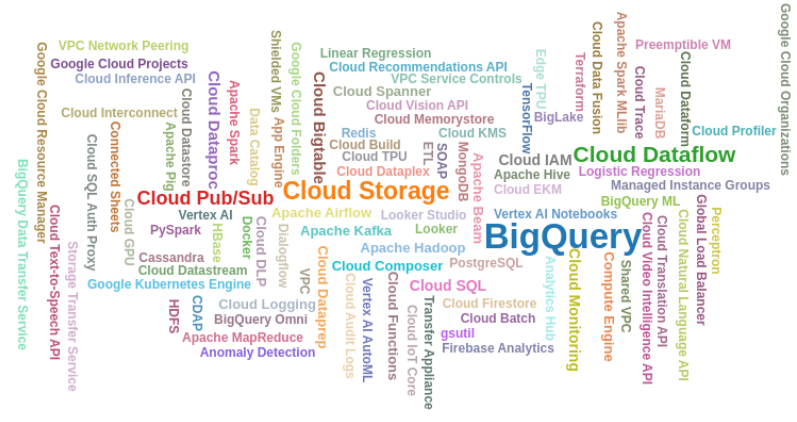 VPC Network Peering
Google Cloud Projects
Cloud Inference API
Google Cloud Resource Manager
Cloud Interconnect
Cloud Datastore
Cloud Dataproc
Apache Spark
Data Catalog
Shielded VMs
App Engine
Google Cloud Folders
Cloud Bigtable
Linear Regression
Cloud Recommendations API
VPC Service Controls
Cloud Spanner
Cloud Vision API
Cloud Memorystore
Redis
Cloud KMS
Cloud Build
Cloud TPU
ETL
SOAP
MongoDB
Cloud Dataplex
Edge TPU
TensorFlow
BigLake
Terraform
Cloud Data Fusion
Apache Spark MLlib
Cloud Trace
Preemptible VM
MariaDB
Cloud Dataform
Cloud Profiler
Google Cloud Organizations
BigQuery Data Transfer Service
Cloud Text-to-Speech API
Storage Transfer Service
Cloud SQL Auth Proxy
Connected Sheets
Cloud GPU
Apache Pig
Cloud Pub/Sub
Cloud Storage
Apache Beam
Cloud IAM
Cloud Dataflow
Apache Hive
Logistic Regression
Cloud EKM
Managed Instance Groups
Vertex AI
PySpark
HBase
Docker
Cloud DLP
Dialogflow
VPC
Apache Airflow
Looker Studio
Vertex AI Notebooks
BigQuery ML
Apache Kafka
Looker
BigQuery
Cloud Video Intelligence API
Cloud Translation API
Cloud Natural Language API
Global Load Balancer
Perceptron
Cassandra
Cloud Datastream
Google Kubernetes Engine
Apache Hadoop
Cloud Composer
PostgreSQL
Cloud Dataprep
Cloud Audit Logs
Vertex AI AutoML
Cloud Functions
Cloud IoT Core
Transfer Appliance
Cloud SQL
Analytics Hub
Cloud Monitoring
Compute Engine
Shared VPC
HDFS
CDAP
Cloud Logging
BigQuery Omni
Apache MapReduce
Anomaly Detection
Cloud Firestore
Cloud Batch
gsutil
Firebase Analytics